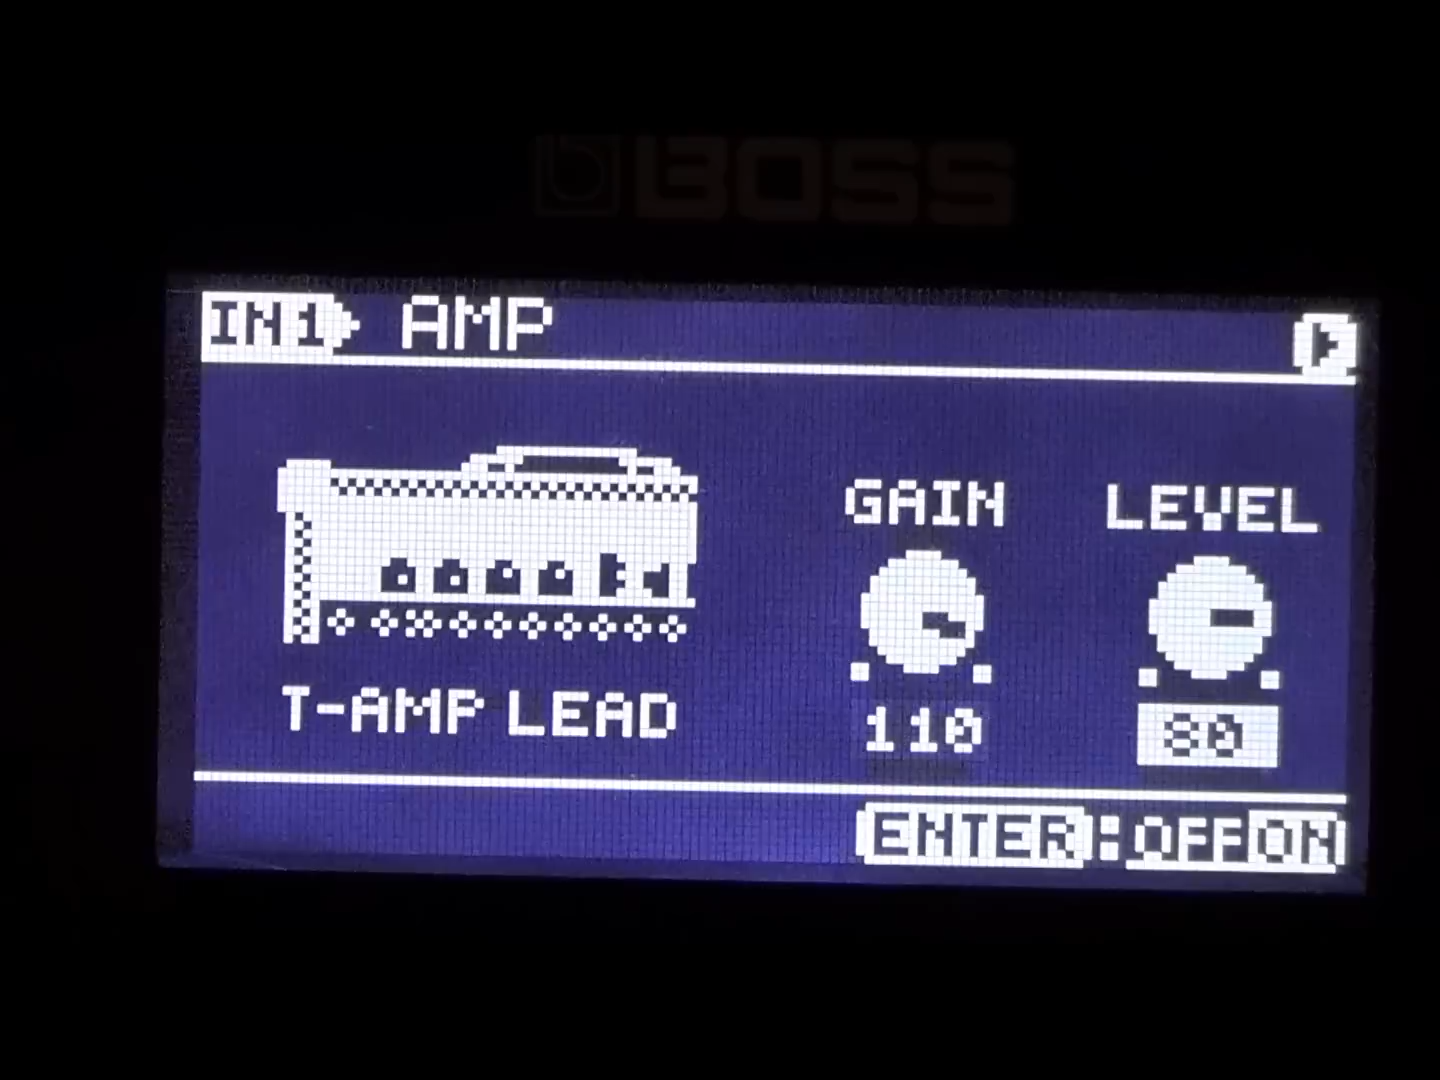 BOSS
IN1 AMP
GAIN LEVEL
T-AMP LEAD
110 80
ENTER:OFF ON